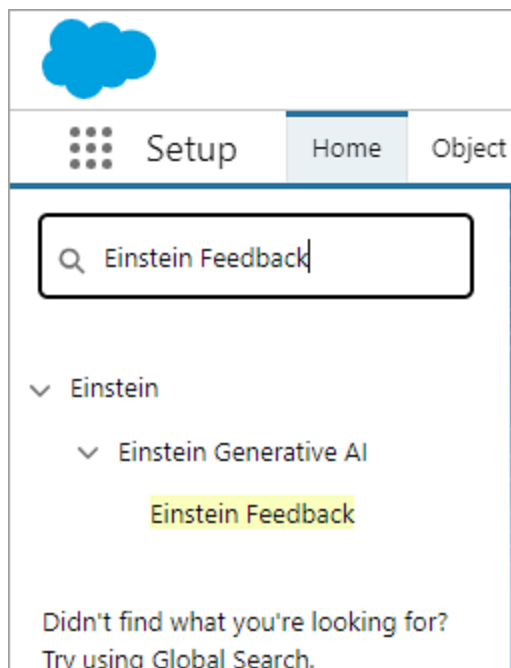 Setup Home Object
Einstein Feedback
Einstein
Einstein Generative AI
Einstein Feedback
Didn't find what you're looking for?
Try using Global Search.